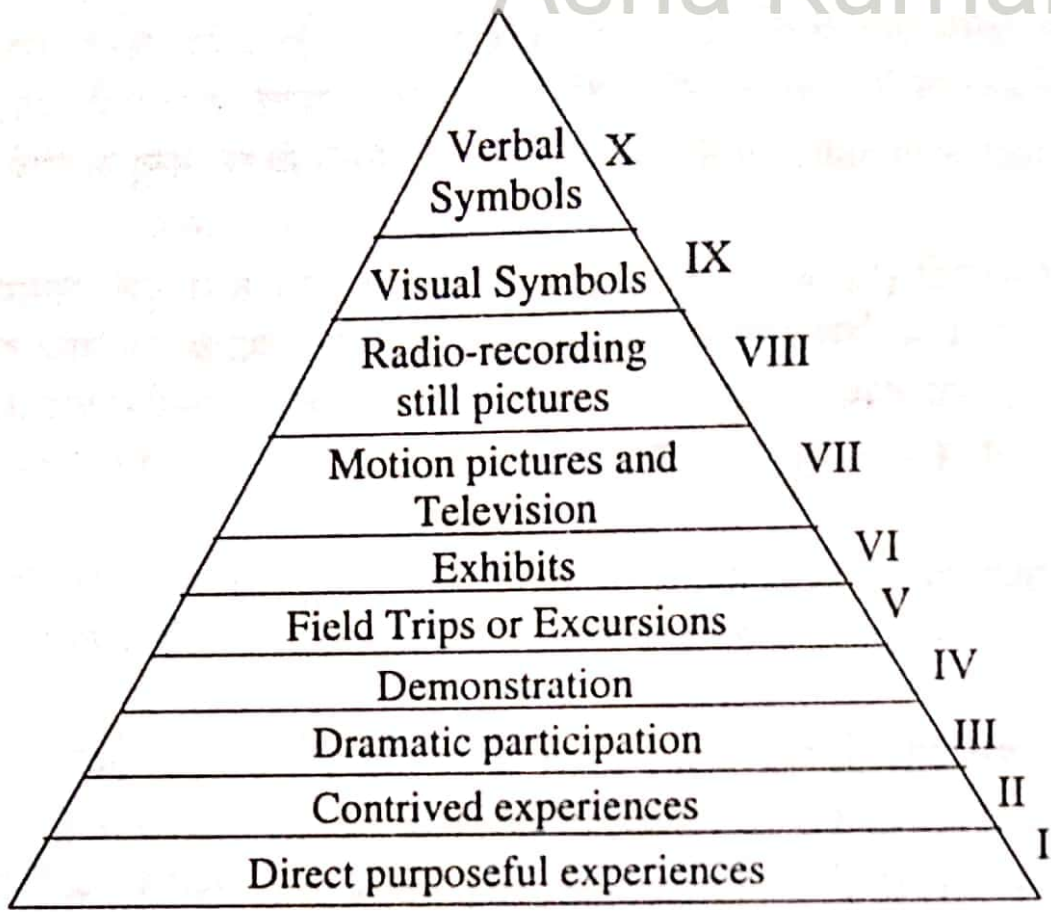 Verbal X
Symbols
Visual Symbols IX
Radio-recording VIII
still pictures
Motion pictures and VII
Television
Exhibits VI
Field Trips or Excursions V
Demonstration IV
Dramatic participation III
Contrived experiences II
Direct purposeful experiences I